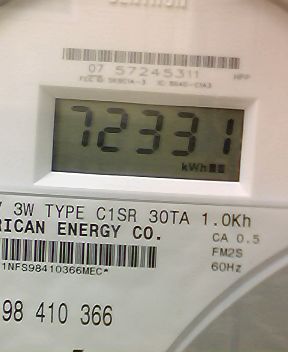 07 57245311
HPP
72331
kWh
3W TYPE C1SR 30TA 1.0Kh
RICAN ENERGY CO.
CA 0.5
FM2S
60Hz
1NFS98410366MEC*
98 410 366